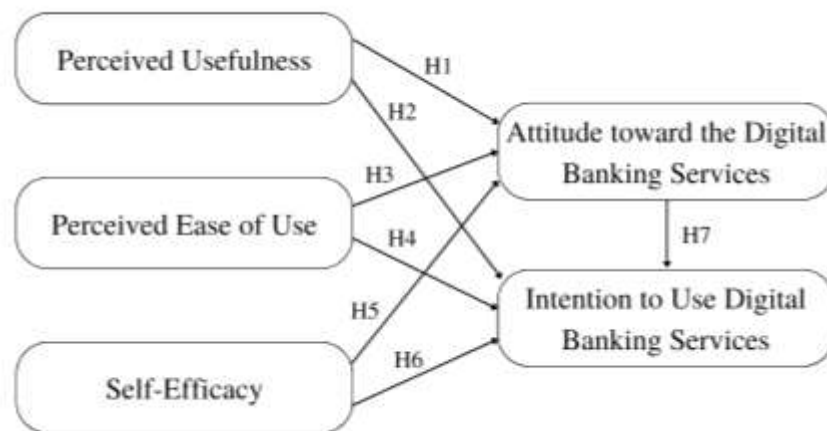 Perceived Usefulness
H1
H2
Attitude toward the Digital
Banking Services
H3
Perceived Ease of Use
H4
H7
Intention to Use Digital
Banking Services
H5
H6
Self-Efficacy